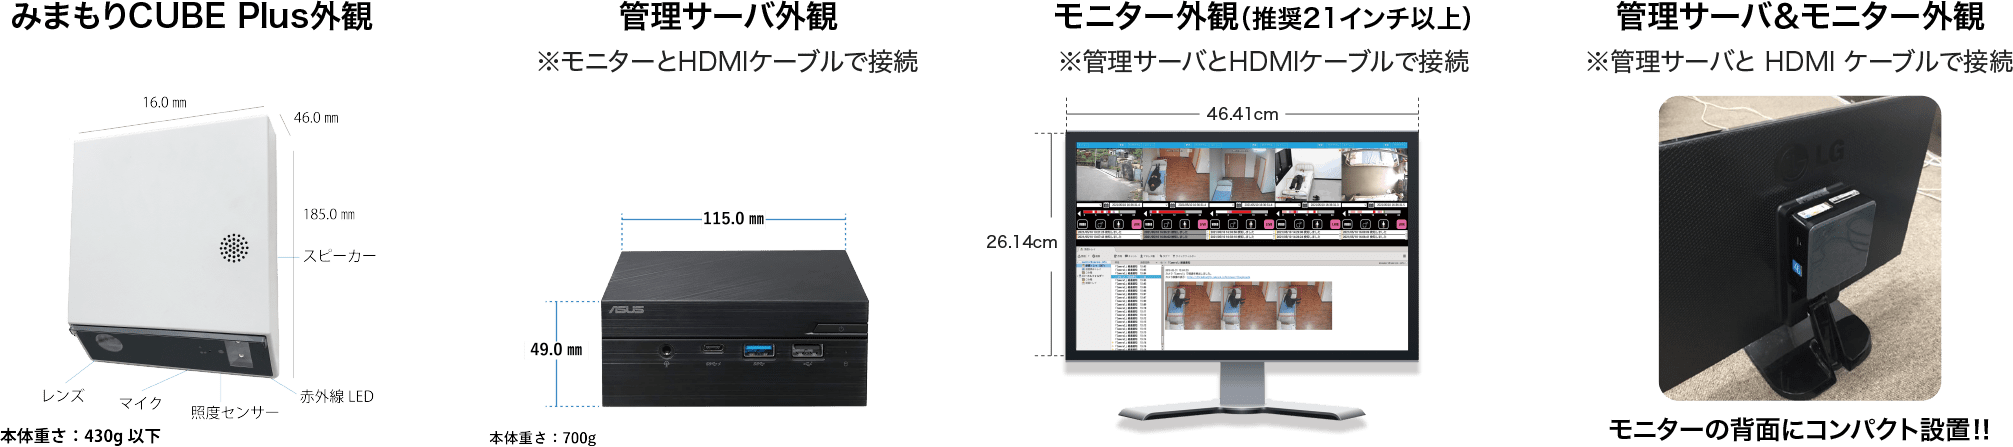 みまもりCUBE Plus外観
16.0 ㎜
46.0 ㎜
185.0 ㎜
スピーカー
レンズ
マイク
照度センサー
赤外線 LED
本体重さ：430g 以下
管理サーバ外観
※モニターとHDMIケーブルで接続
115.0 ㎜
49.0 ㎜
ASUS
本体重さ：700g
モニター外観（推奨21インチ以上）
※管理サーバとHDMIケーブルで接続
46.41cm
26.14cm
管理サーバ&モニター外観
※管理サーバと HDMI ケーブルで接続
LG
モニターの背面にコンパクト設置!!